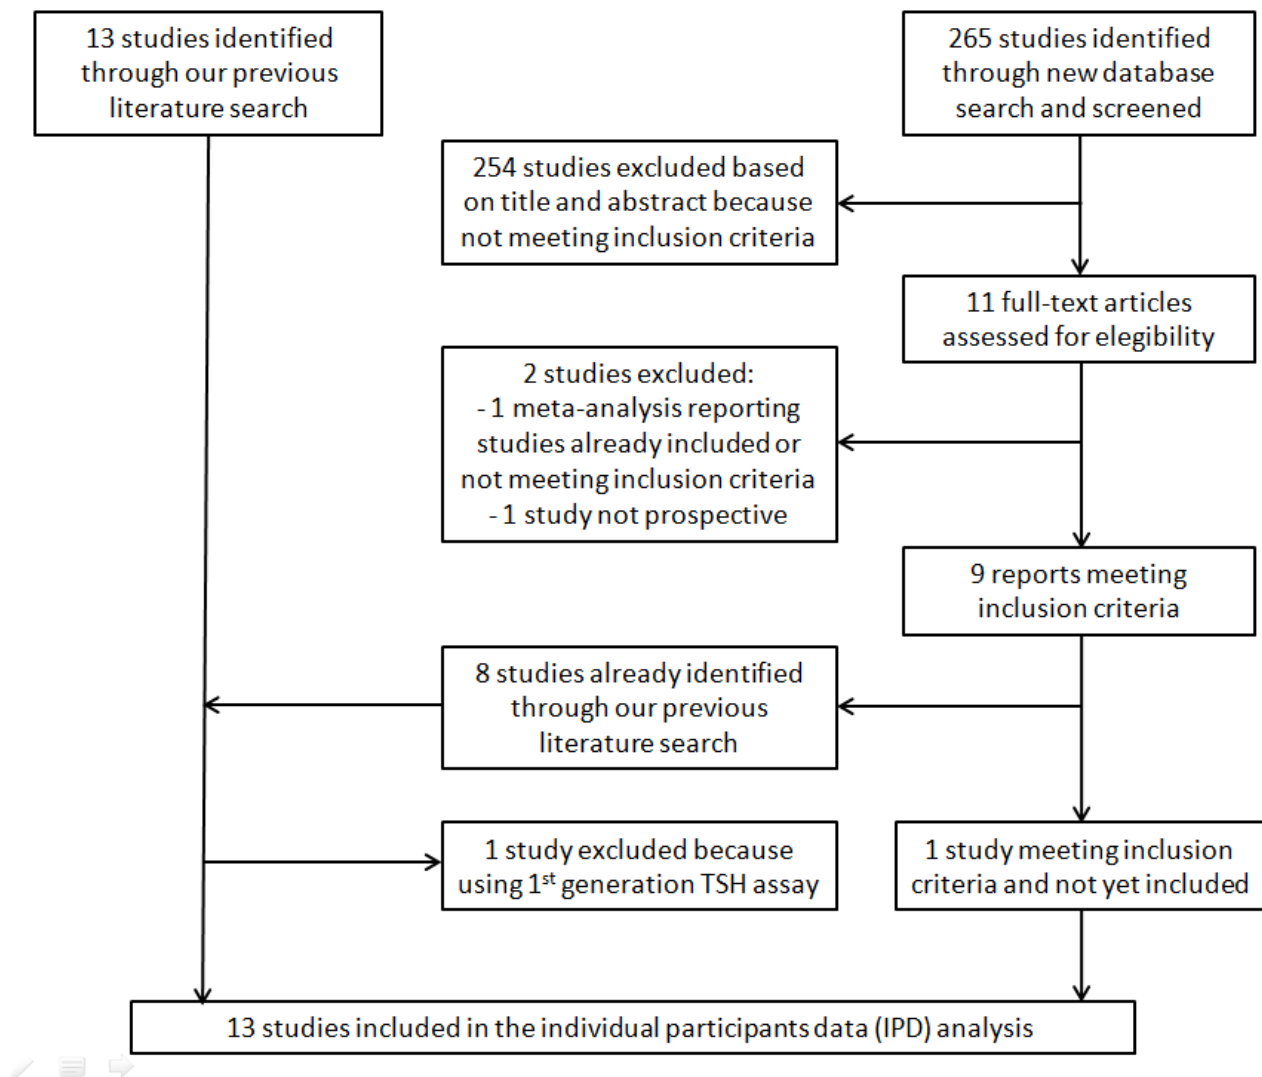 13 studies identified
through our previous
literature search
265 studies identified
through new database
search and screened
254 studies excluded based
on title and abstract because
not meeting inclusion criteria
11 full-text articles
assessed for elegibility
2 studies excluded:
- 1 meta-analysis reporting
studies already included or
not meeting inclusion criteria
- 1 study not prospective
9 reports meeting
inclusion criteria
8 studies already identified
through our previous
literature search
1 study excluded because
using 1st generation TSH assay
1 study meeting inclusion
criteria and not yet included
13 studies included in the individual participants data (IPD) analysis